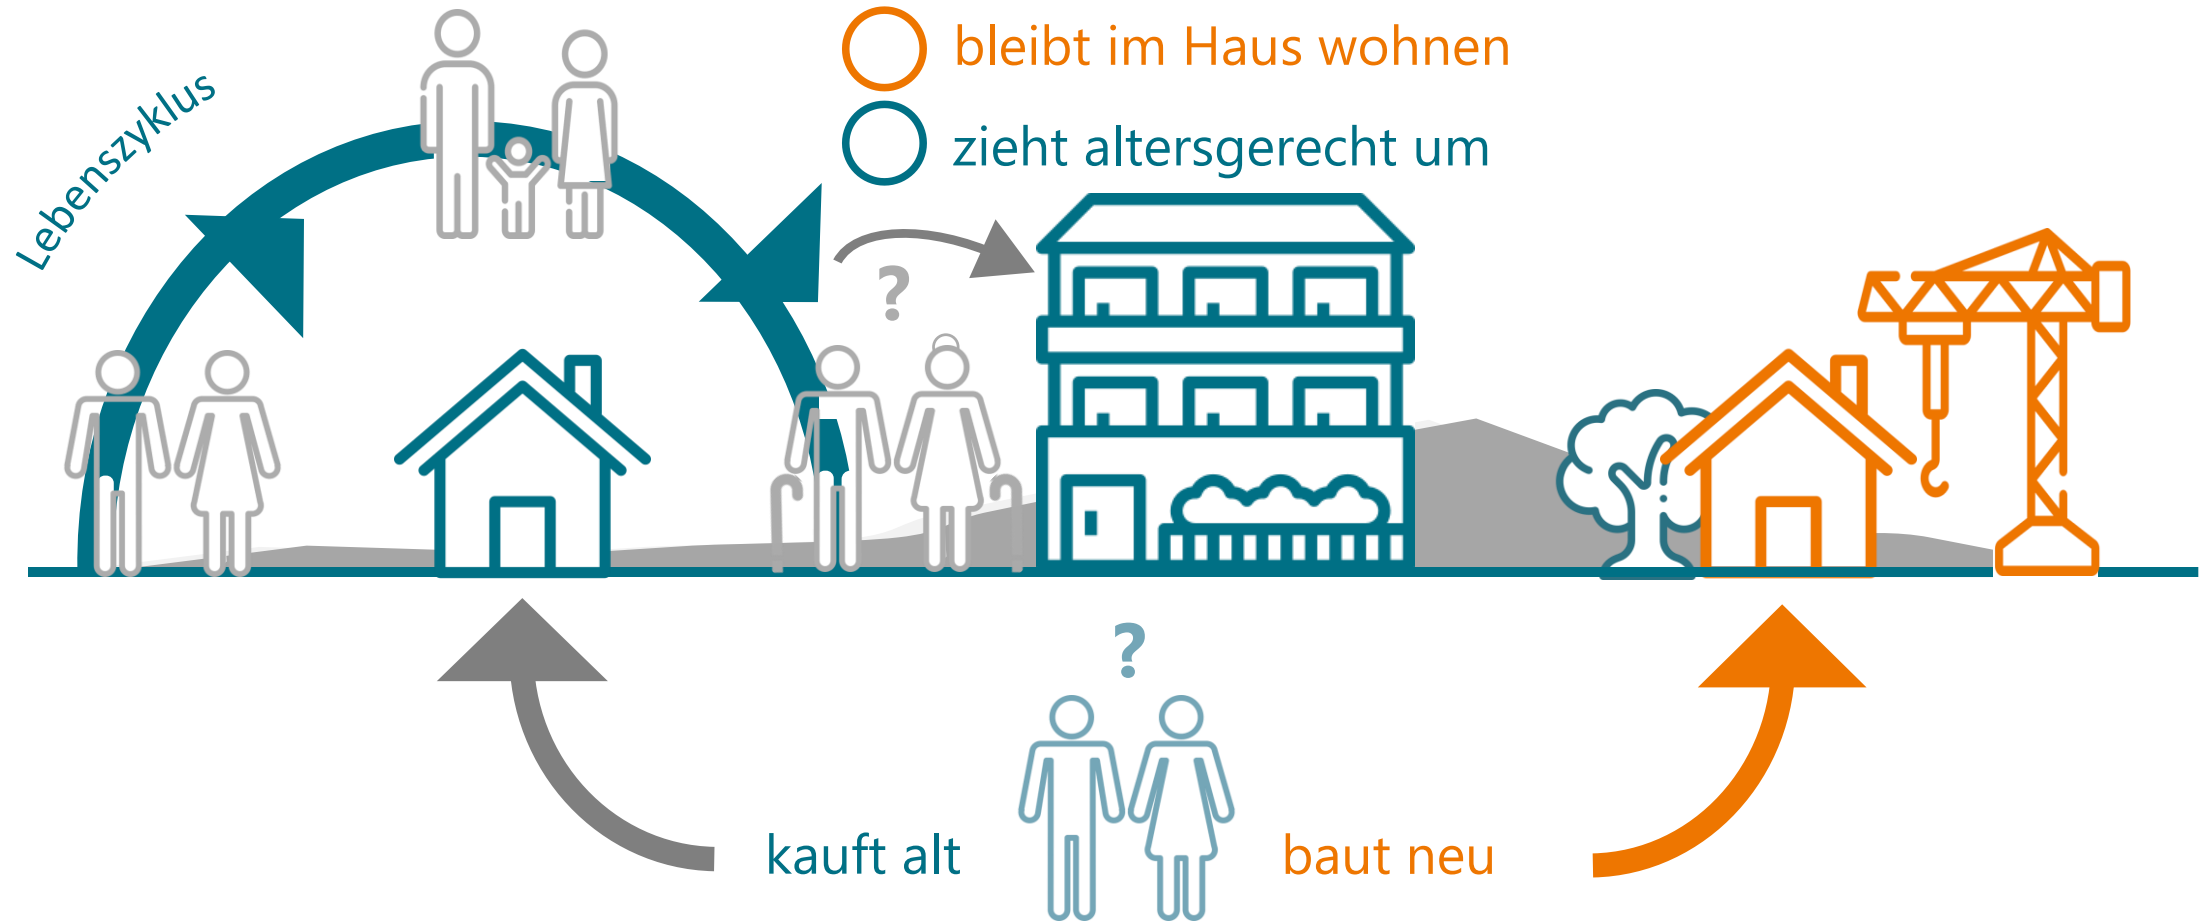 bleibt im Haus wohnen
zieht altersgerecht um
Lebenszyklus
?
?
kauft alt
baut neu